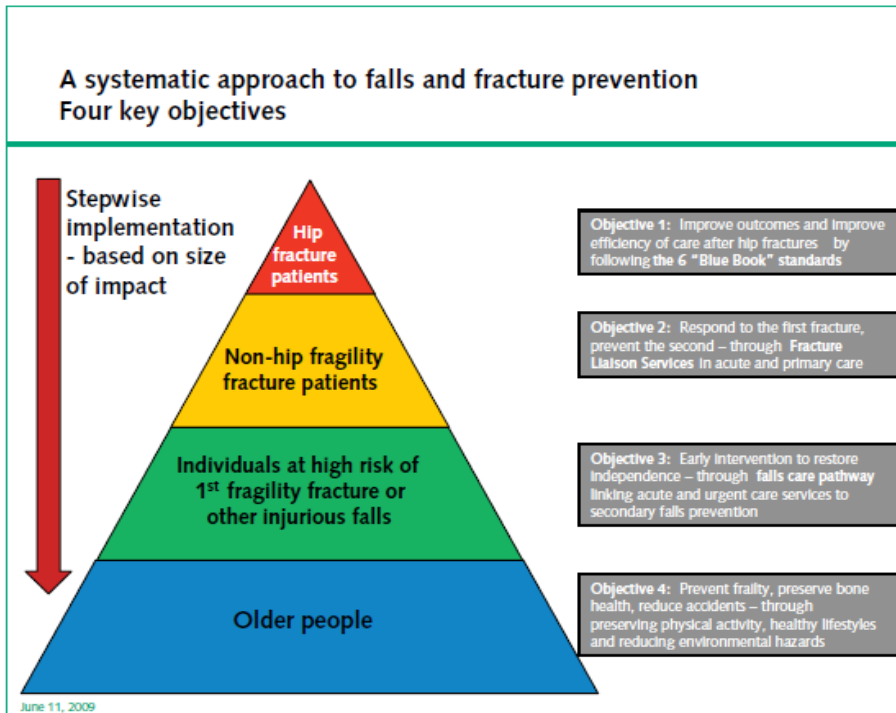 A systematic approach to falls and fracture prevention
Four key objectives
Stepwise
implementation
- based on size
of impact
Hip
fracture
patients
Objective 1: Improve outcomes and improve
efficiency of care after hip fractures by
following the 6 "Blue Book" standards
Non-hip fragility
fracture patients
Objective 2: Respond to the first fracture,
prevent the second – through Fracture
Liaison Services in acute and primary care
Individuals at high risk of
1st fragility fracture or
other injurious falls
Objective 3: Early intervention to restore
independence – through falls care pathway
linking acute and urgent care services to
secondary falls prevention
Older people
Objective 4: Prevent frailty, preserve bone
health, reduce accidents – through
preserving physical activity, healthy lifestyles
and reducing environmental hazards
June 11, 2009